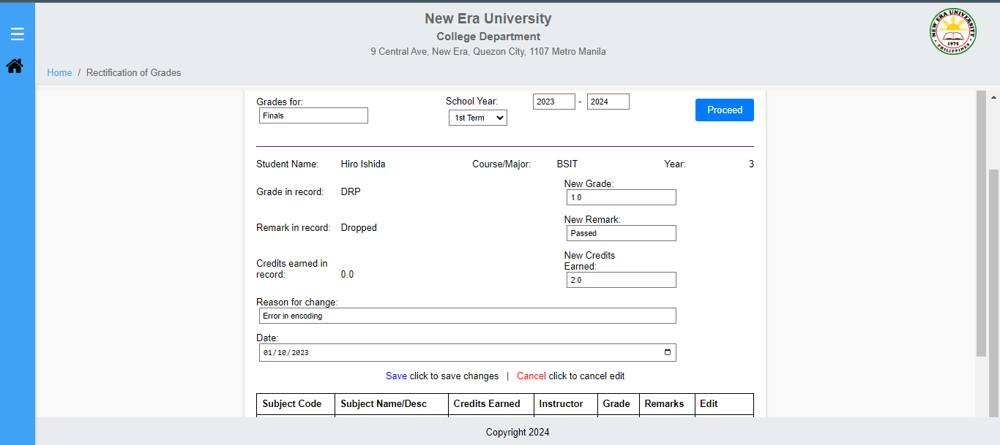 New Era University
College Department
9 Central Ave, New Era, Quezon City, 1107 Metro Manila
NEW ERA UNIVERSITY
1975
PHILIPPINES
Home / Rectification of Grades
Grades for: School Year: 2023 - 2024 Proceed
Finals 1st Term
Student Name: Hiro Ishida Course/Major: BSIT Year: 3
New Grade:
Grade in record: DRP 1.0
New Remark:
Remark in record: Dropped Passed
New Credits
Credits earned in Earned:
record: 0.0 2.0
Reason for change:
Error in encoding
Date:
01/10/2023
Save click to save changes | Cancel click to cancel edit
Subject Code Subject Name/Desc Credits Earned Instructor Grade Remarks Edit
Copyright 2024